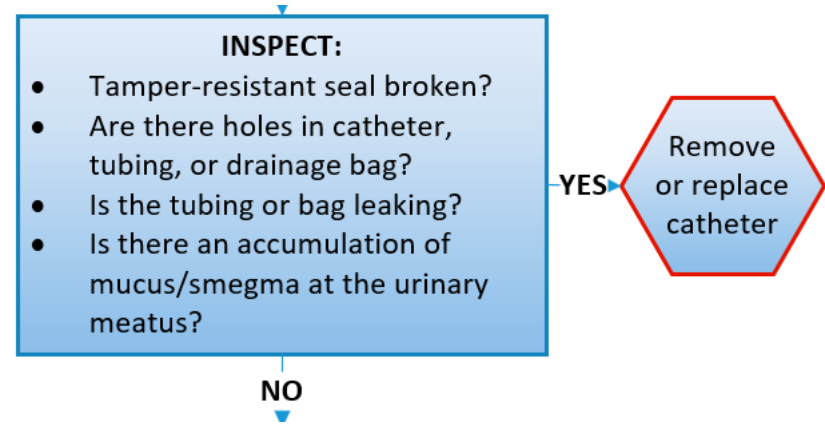 INSPECT:
● Tamper-resistant seal broken?
● Are there holes in catheter,
tubing, or drainage bag?
● Is the tubing or bag leaking?
● Is there an accumulation of
mucus/smegma at the urinary
meatus?
YES
Remove
or replace
catheter
NO